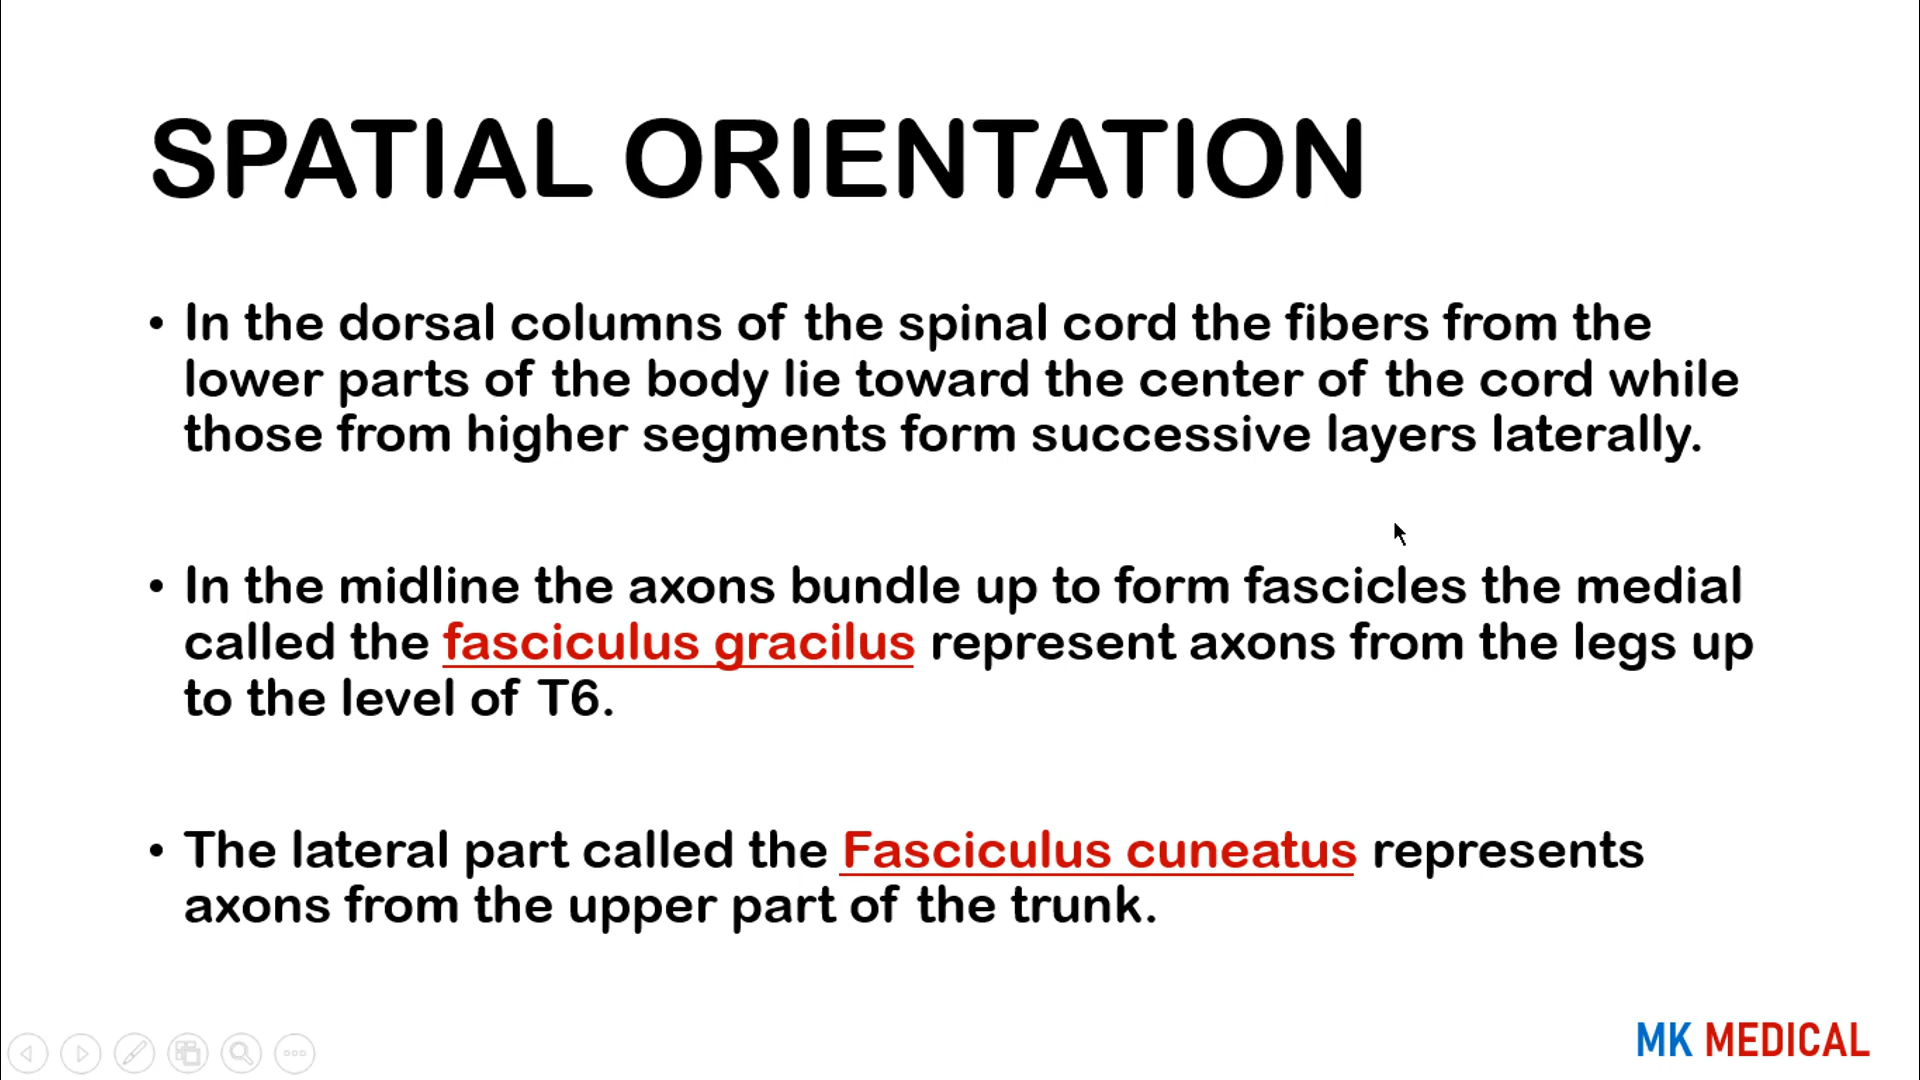 SPATIAL ORIENTATION
• In the dorsal columns of the spinal cord the fibers from the
lower parts of the body lie toward the center of the cord while
those from higher segments form successive layers laterally.
• In the midline the axons bundle up to form fascicles the medial
called the fasciculus gracilus represent axons from the legs up
to the level of T6.
• The lateral part called the Fasciculus cuneatus represents
axons from the upper part of the trunk.
MK MEDICAL